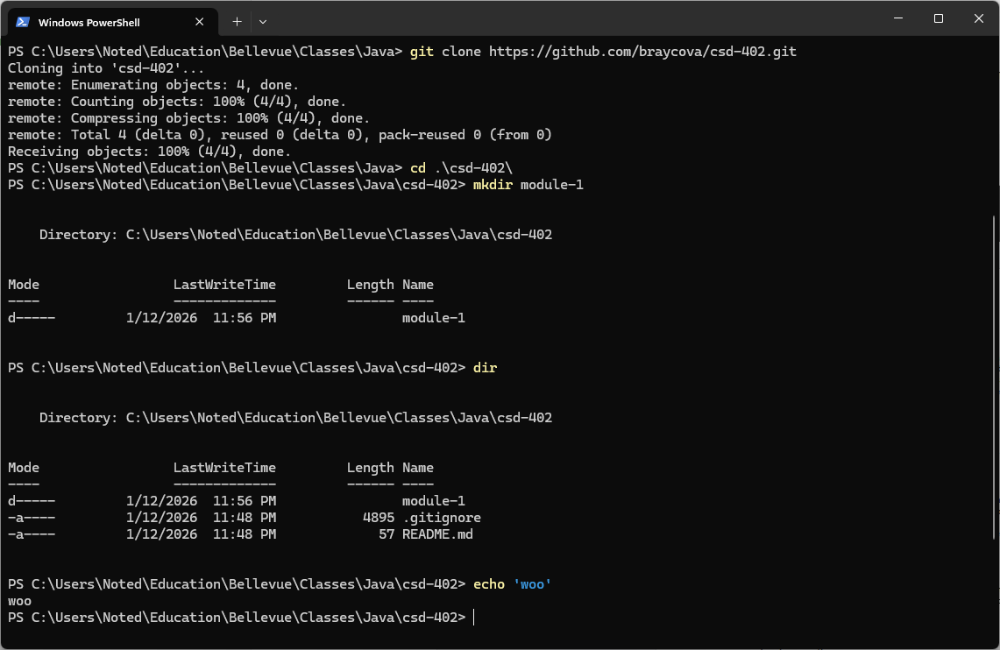 Windows PowerShell
PS C:\Users\Noted\Education\Bellevue\Classes\Java> git clone https://github.com/braycova/csd-402.git
Cloning into 'csd-402'...
remote: Enumerating objects: 4, done.
remote: Counting objects: 100% (4/4), done.
remote: Compressing objects: 100% (4/4), done.
remote: Total 4 (delta 0), reused 0 (delta 0), pack-reused 0 (from 0)
Receiving objects: 100% (4/4), done.
PS C:\Users\Noted\Education\Bellevue\Classes\Java> cd .\csd-402\
PS C:\Users\Noted\Education\Bellevue\Classes\Java\csd-402> mkdir module-1
Directory: C:\Users\Noted\Education\Bellevue\Classes\Java\csd-402
Mode LastWriteTime Length Name
---- ------------- ------ ----
d----- 1/12/2026 11:56 PM module-1
PS C:\Users\Noted\Education\Bellevue\Classes\Java\csd-402> dir
Directory: C:\Users\Noted\Education\Bellevue\Classes\Java\csd-402
Mode LastWriteTime Length Name
---- ------------- ------ ----
d----- 1/12/2026 11:56 PM module-1
-a---- 1/12/2026 11:48 PM 4895 .gitignore
-a---- 1/12/2026 11:48 PM 57 README.md
PS C:\Users\Noted\Education\Bellevue\Classes\Java\csd-402> echo 'woo'
woo
PS C:\Users\Noted\Education\Bellevue\Classes\Java\csd-402>